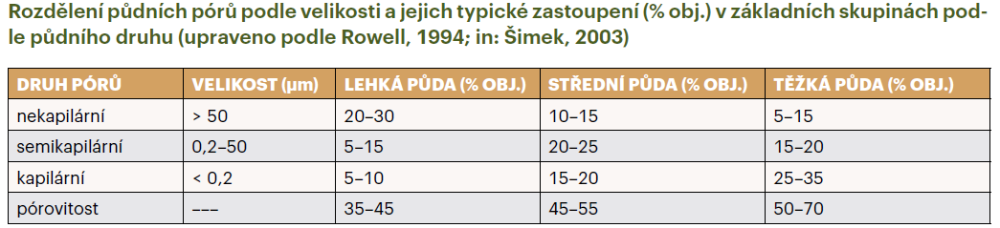 Rozdělení půdních pórů podle velikosti a jejich typické zastoupení (% obj.) v základních skupinách pod-
le půdního druhu (upraveno podle Rowell, 1994; in: Šimek, 2003)
DRUH PÓRŮ VELIKOST (µm) LEHKÁ PŮDA (% OBJ.) STŘEDNÍ PŮDA (% OBJ.) TĚŽKÁ PŮDA (% OBJ.)
nekapilární > 50 20–30 10–15 5–15
semikapilární 0,2–50 5–15 20–25 15–20
kapilární < 0,2 5–10 15–20 25–35
pórovitost --- 35–45 45–55 50–70